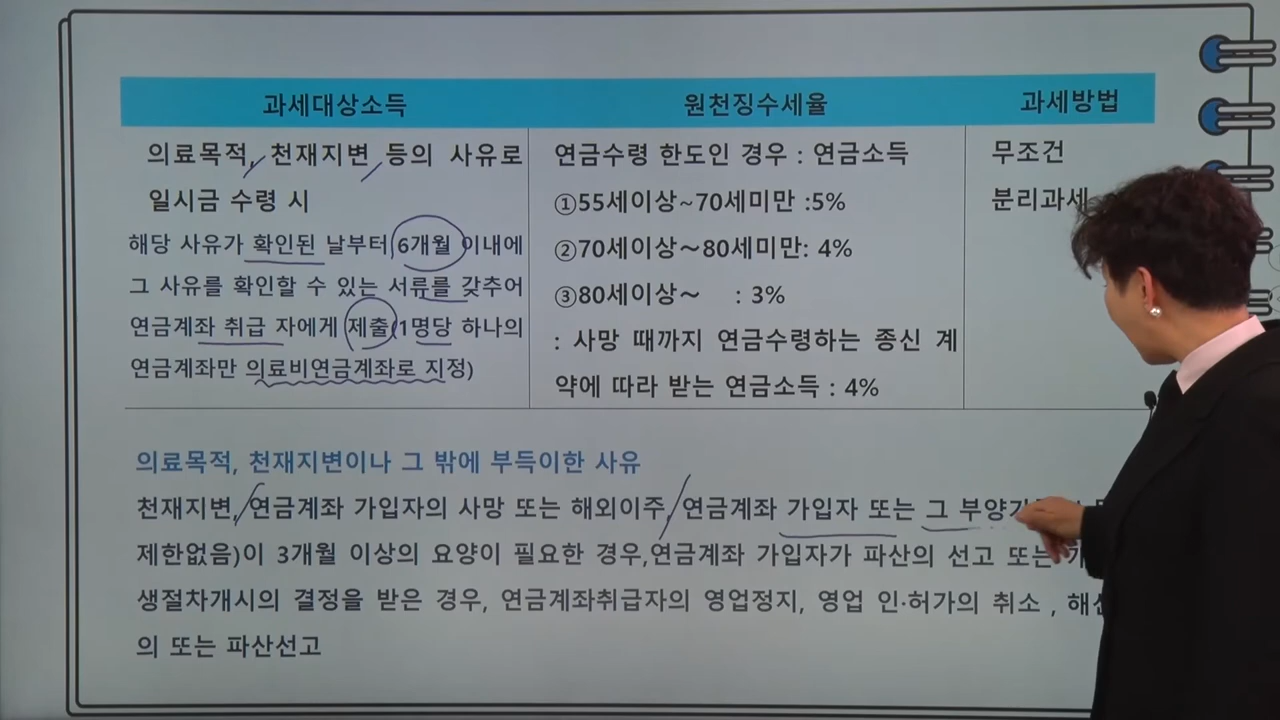 과세대상소득 원천징수세율 과세방법
의료목적, 천재지변, 등의 사유로
일시금 수령 시
해당 사유가 확인된 날부터 6개월 이내에
그 사유를 확인할 수 있는 서류를 갖추어
연금계좌 취급 자에게 제출(1명당 하나의
연금계좌만 의료비연금계좌로 지정)
연금수령 한도인 경우 : 연금소득
①55세이상~70세미만 :5%
②70세이상~80세미만: 4%
③80세이상~ : 3%
: 사망 때까지 연금수령하는 종신 계
약에 따라 받는 연금소득 : 4%
무조건
분리과세
의료목적, 천재지변이나 그 밖에 부득이한 사유
천재지변, 연금계좌 가입자의 사망 또는 해외이주, 연금계좌 가입자 또는 그
제한없음)이 3개월 이상의 요양이 필요한 경우,연금계좌 가입자가 파산의 선고 또는
생절차개시의 결정을 받은 경우, 연금계좌취급자의 영업정지, 영업 인·허가의 취소 ,
의 또는 파산선고